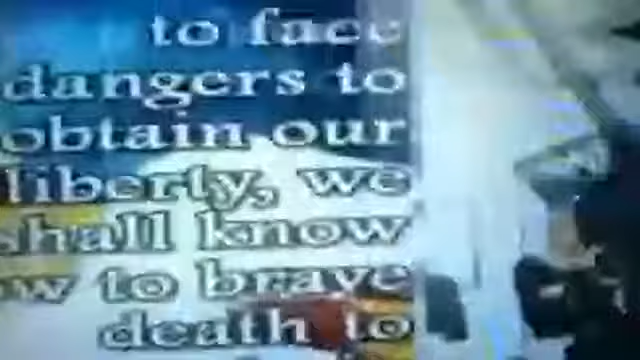 to face
dangers to
obtain our
liberty, we
shall know
w to brave
death to